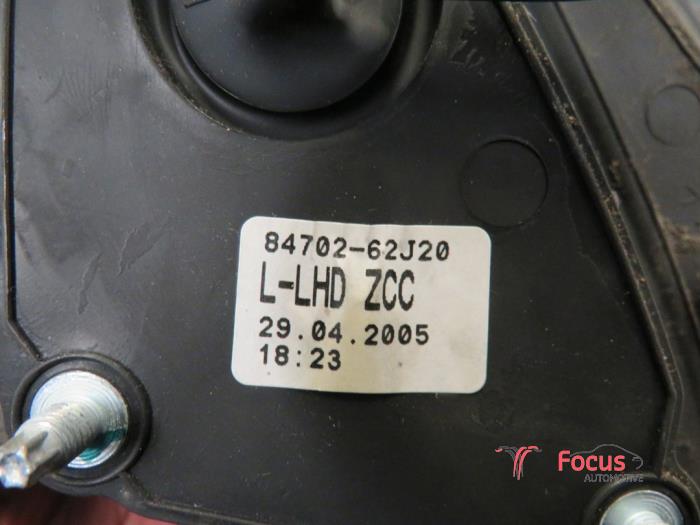 84702-62J20
L-LHD ZCC
29.04.2005
18:23
Focus
AUTOMOTIVE